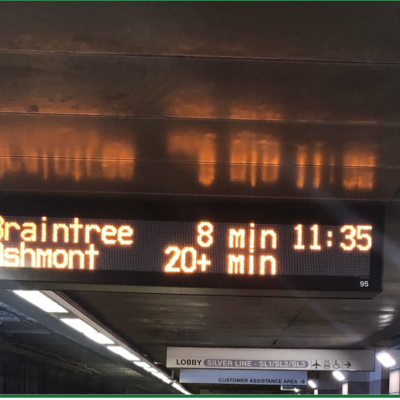 Braintree 8 min 11:35
Ashmont 20+ min
95
LOBBY SILVER LINE - SL1/SL2/SL3
CUSTOMER ASSISTANCE AREA